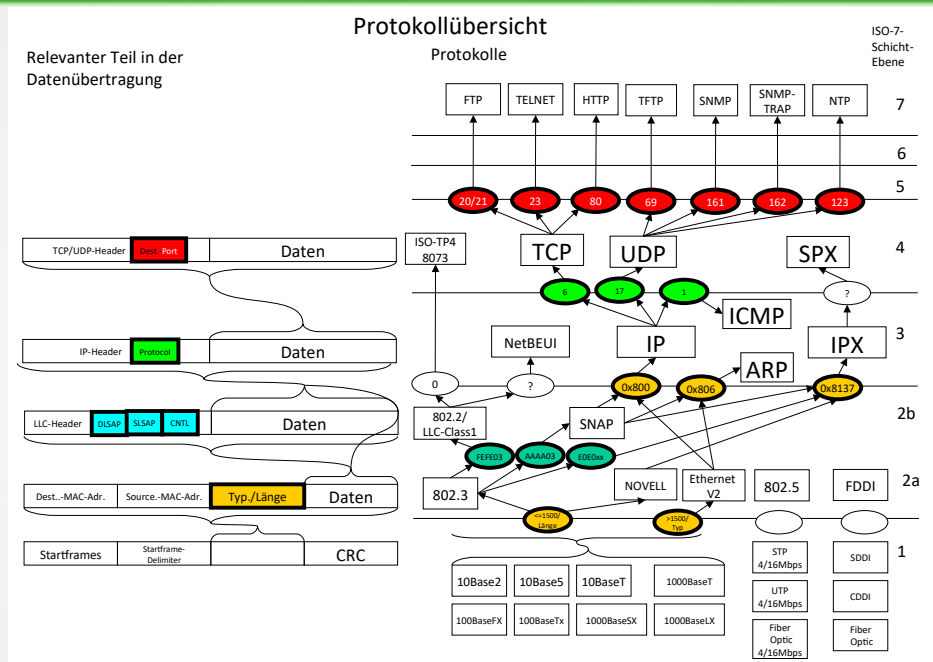 Protokollübersicht
Relevanter Teil in der
Datenübertragung
Protokolle
ISO-7-
Schicht-
Ebene
FTP
TELNET
HTTP
TFTP
SNMP
SNMP-
TRAP
NTP
7
6
5
20/21
23
80
69
161
162
123
TCP/UDP-Header
Dest. Port
Daten
ISO-TP4
8073
TCP
UDP
SPX
4
6
17
1
?
ICMP
3
IP-Header
Protocol
Daten
NetBEUI
IP
IPX
ARP
0
?
0x800
0x806
0x8137
2b
LLC-Header
DLSAP
SLSAP
CNTL
Daten
802.2/
LLC-Class1
SNAP
FEFE03
AAAA03
E0E0xx
Dest..-MAC-Adr.
Source.-MAC-Adr.
Typ./Länge
Daten
802.3
NOVELL
Ethernet
V2
802.5
FDDI
2a
<=1500/
Länge
>1500/
Typ
Startframes
Startframe-
Delimiter
CRC
1
10Base2
10Base5
10BaseT
1000BaseT
100BaseFX
100BaseTx
1000BaseSX
1000BaseLX
STP
4/16Mbps
SDDI
UTP
4/16Mbps
CDDI
Fiber
Optic
4/16Mbps
Fiber
Optic